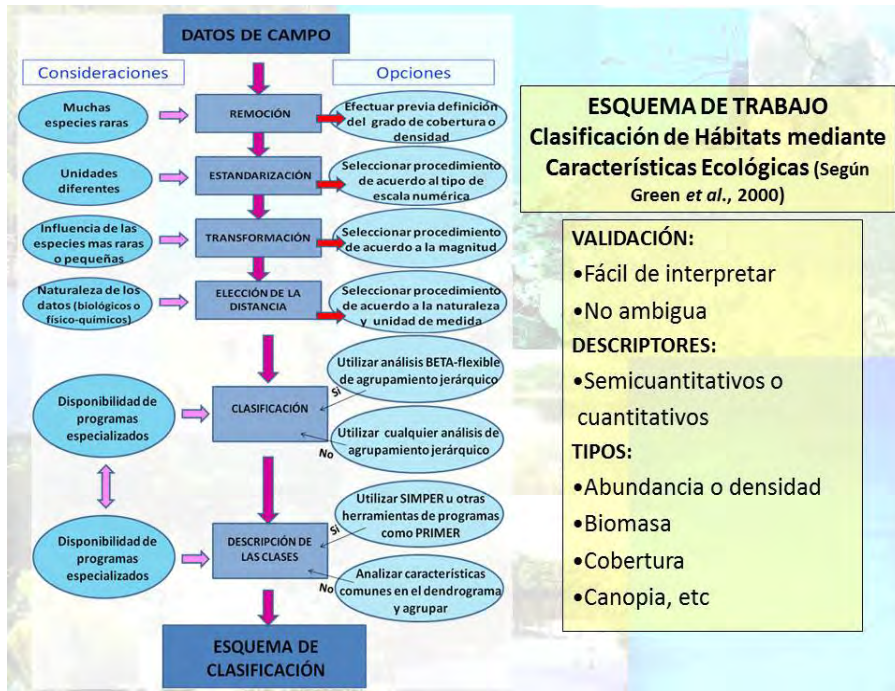 DATOS DE CAMPO
Consideraciones
Opciones
Muchas
especies raras
REMOCIÓN
Efectuar previa definición
del grado de cobertura o
densidad
Unidades
diferentes
ESTANDARIZACIÓN
Seleccionar procedimiento
de acuerdo al tipo de
escala numérica
Influencia de las
especies mas raras
o pequeñas
TRANSFORMACIÓN
Seleccionar procedimiento
de acuerdo a la magnitud
Naturaleza de los
datos (biológicos o
físico-químicos)
ELECCIÓN DE LA
DISTANCIA
Seleccionar procedimiento
de acuerdo a la naturaleza
y unidad de medida
Disponibilidad de
programas
especializados
CLASIFICACIÓN
Utilizar análisis BETA-flexible
de agrupamiento jerárquico
Sì
Utilizar cualquier análisis de
agrupamiento jerárquico
No
Disponibilidad de
programas
especializados
DESCRIPCIÓN DE
LAS CLASES
Utilizar SIMPER u otras
herramientas de programas
como PRIMER
Sì
Analizar características
comunes en el dendrograma
y agrupar
No
ESQUEMA DE
CLASIFICACIÓN
ESQUEMA DE TRABAJO
Clasificación de Hábitats mediante
Características Ecológicas (Según
Green et al., 2000)
VALIDACIÓN:
•Fácil de interpretar
•No ambigua
DESCRIPTORES:
•Semicuantitativos o
cuantitativos
TIPOS:
•Abundancia o densidad
•Biomasa
•Cobertura
•Canopia, etc